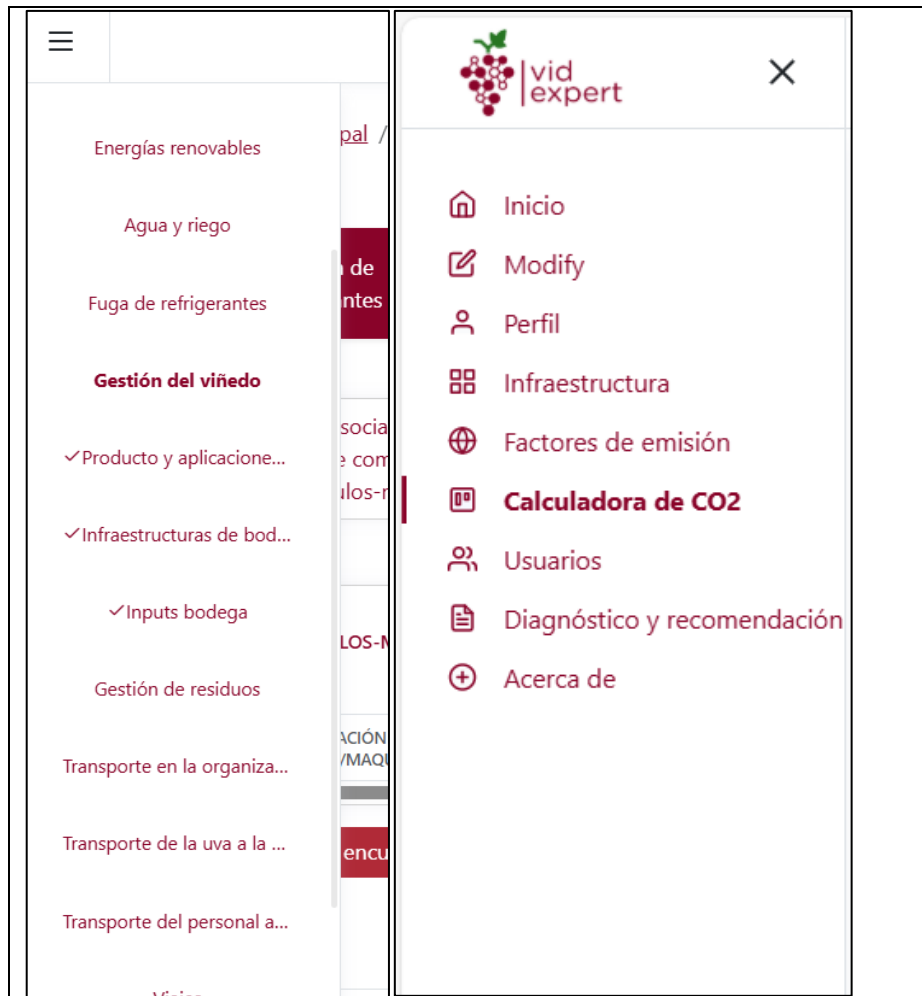 Energías renovables
Agua y riego
Fuga de refrigerantes
Gestión del viñedo
✓Producto y aplicacione...
✓Infraestructuras de bod...
✓Inputs bodega
Gestión de residuos
Transporte en la organiza...
Transporte de la uva a la ...
Transporte del personal a...
pal /
de
ntes
socia
com
LOS-
ACIÓN
/MAQU
encu
vid
expert
Inicio
Modify
Perfil
Infraestructura
Factores de emisión
Calculadora de CO2
Usuarios
Diagnóstico y recomendación
Acerca de